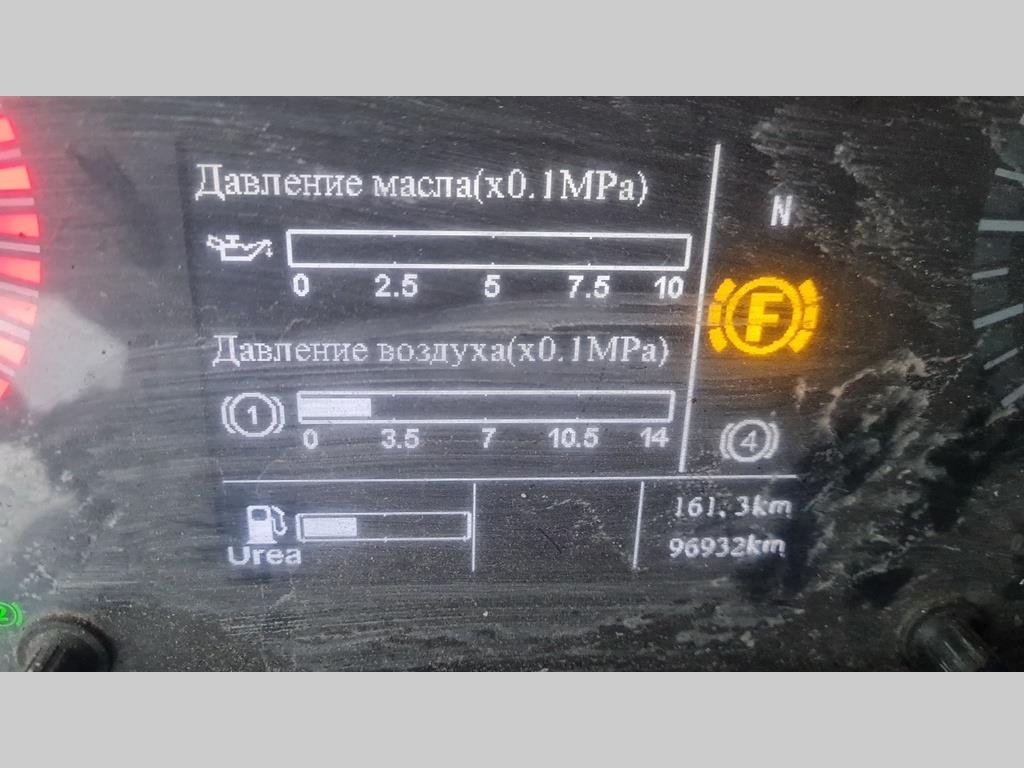 Давление масла(x0.1MPa)
N
0 2.5 5 7.5 10
F
Давление воздуха(x0.1MPa)
1
0 3.5 7 10.5 14
4
161.3km
Urea
96932km
2